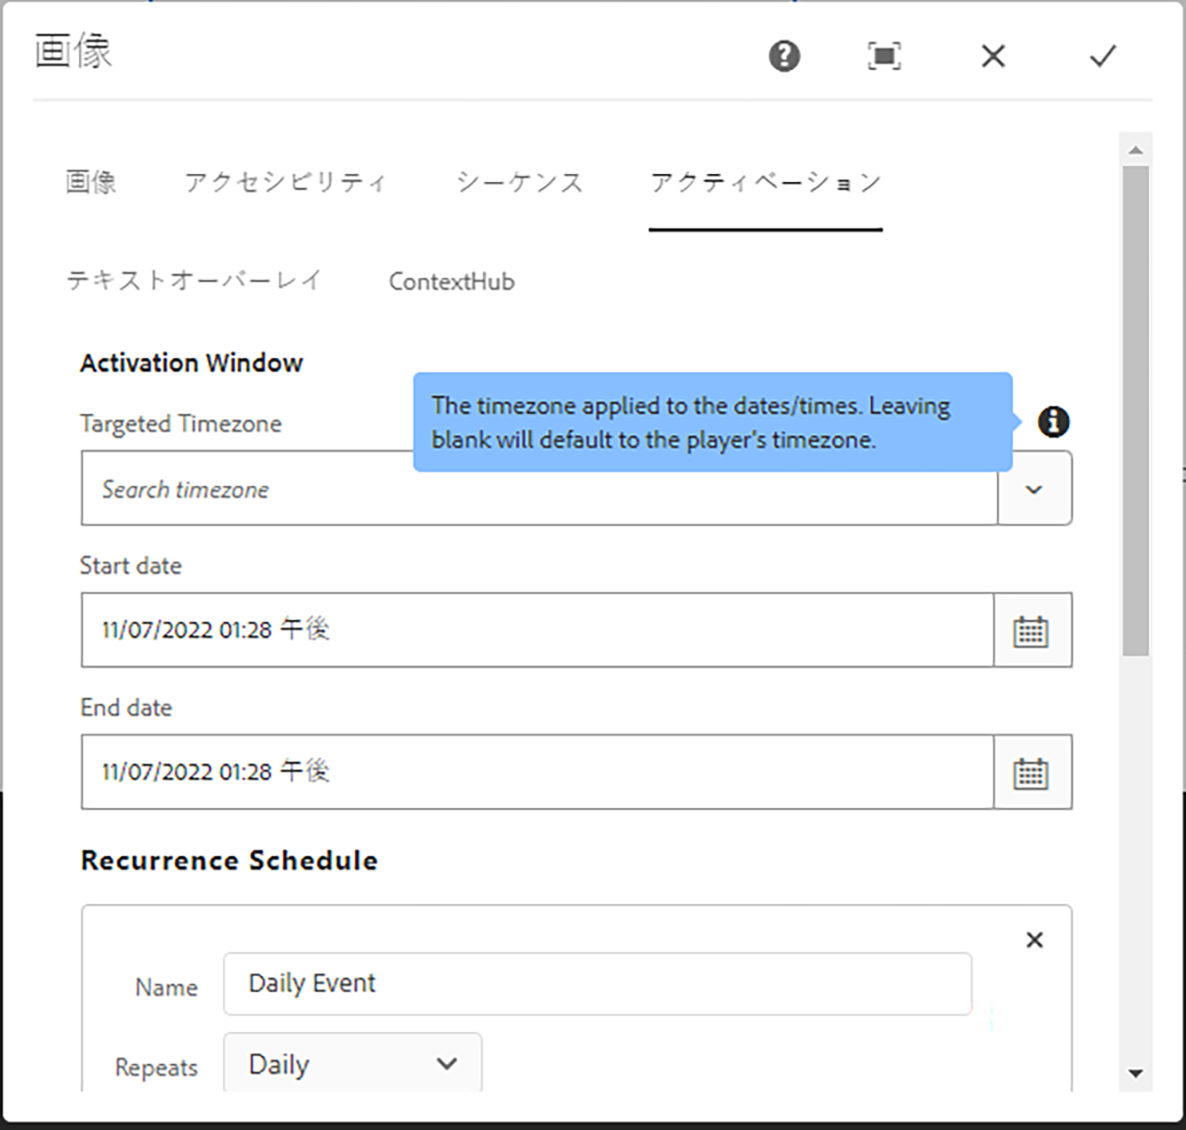 画像
画像 アクセシビリティ シーケンス アクティベーション
テキストオーバーレイ ContextHub
Activation Window
Targeted Timezone
The timezone applied to the dates/times. Leaving
blank will default to the player's timezone.
Search timezone
Start date
11/07/2022 01:28 午後
End date
11/07/2022 01:28 午後
Recurrence Schedule
Name Daily Event
Repeats Daily